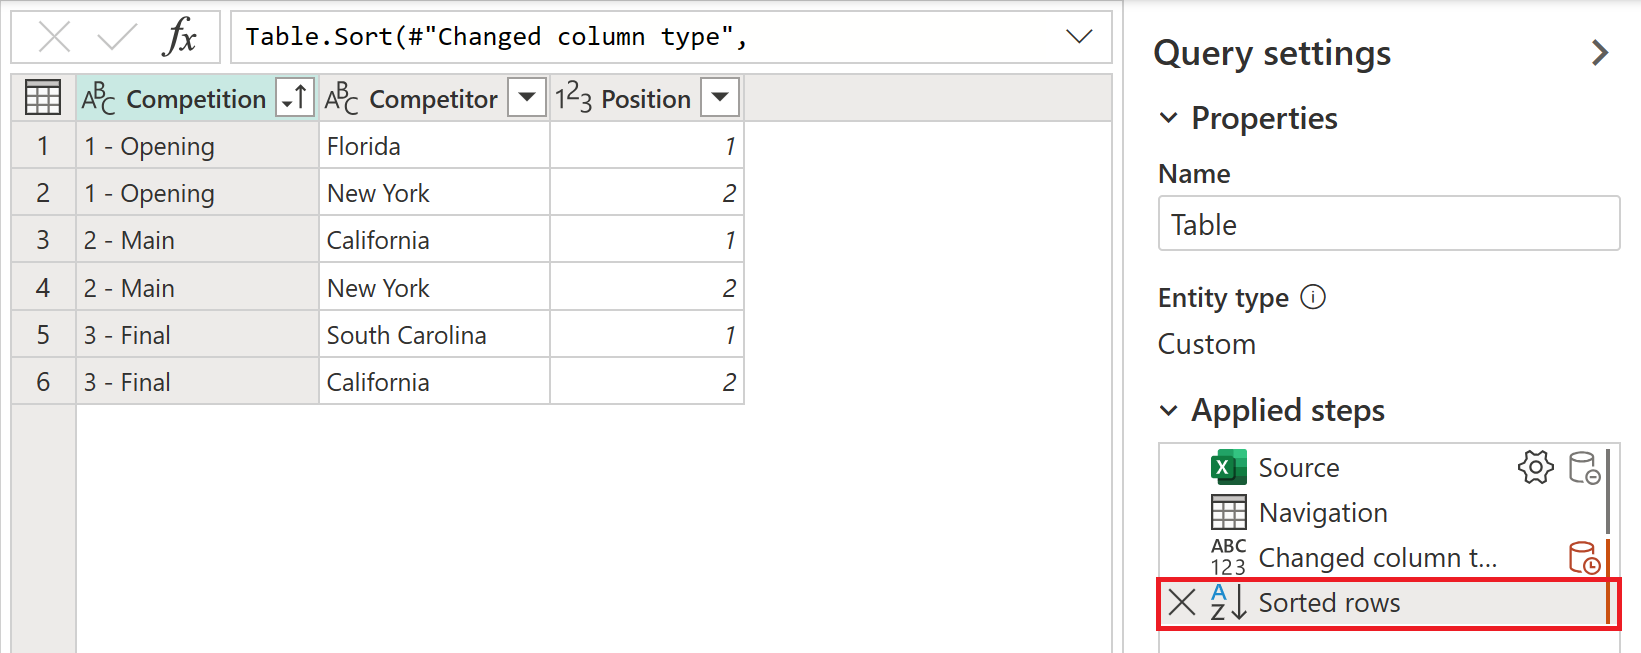 fx Table.Sort(#"Changed column type",
ABC Competition ABC Competitor 123 Position
1 1 - Opening Florida 1
2 1 - Opening New York 2
3 2 - Main California 1
4 2 - Main New York 2
5 3 - Final South Carolina 1
6 3 - Final California 2
Query settings
Properties
Name
Table
Entity type
Custom
Applied steps
X Source
Navigation
ABC 123 Changed column t...
AZ Sorted rows